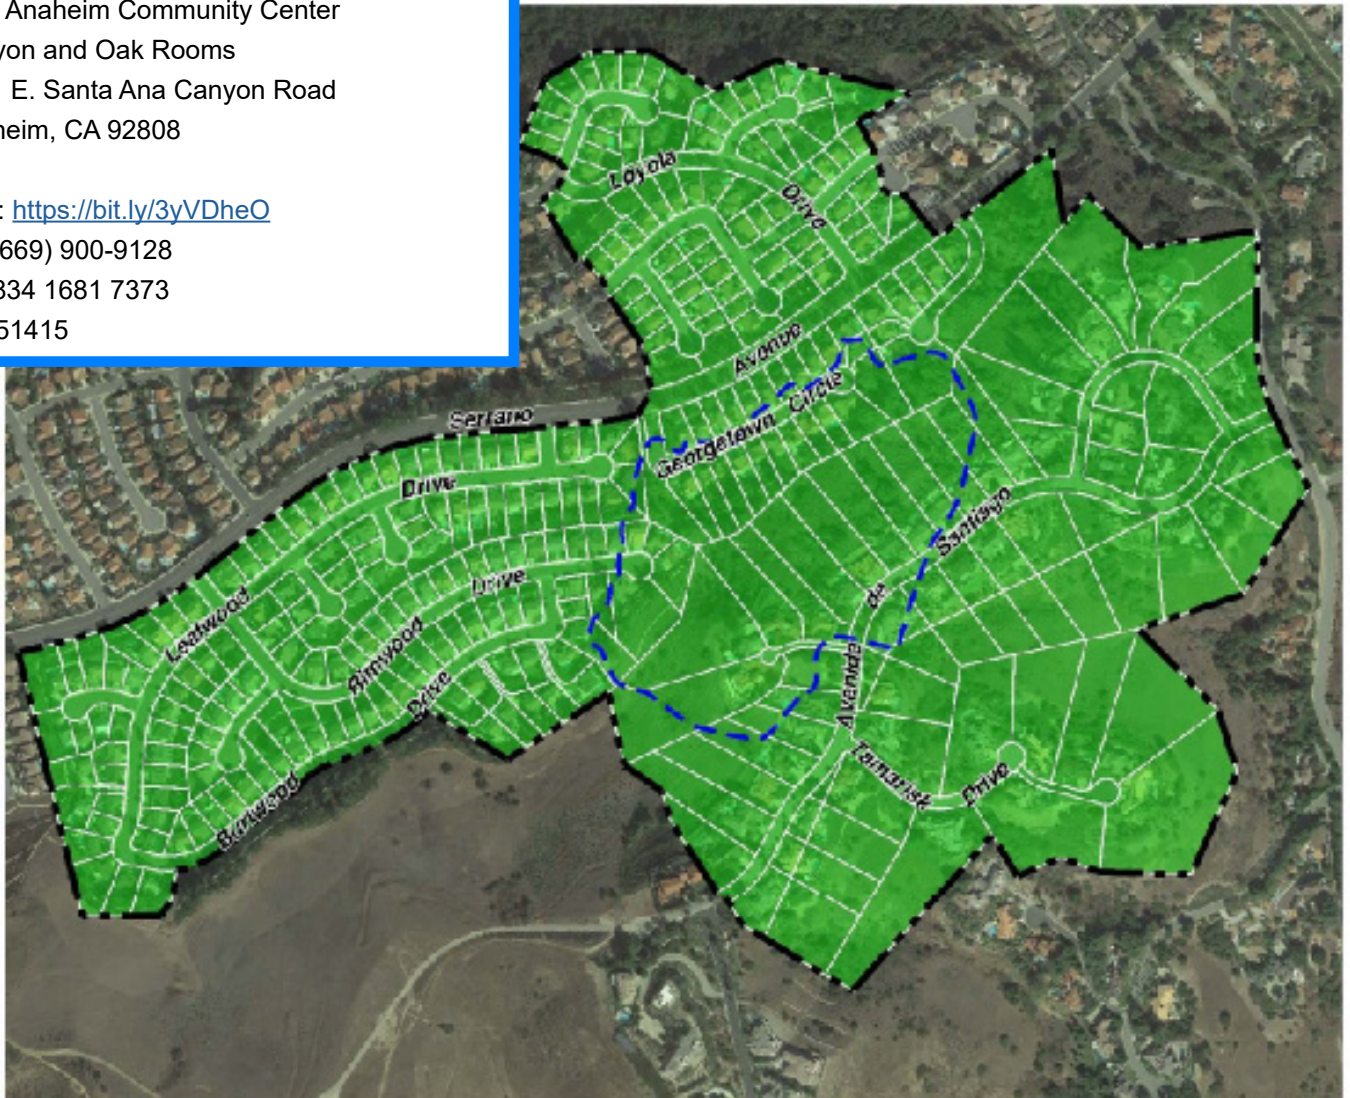 Anaheim Community Center
yon and Oak Rooms
E. Santa Ana Canyon Road
heim, CA 92808
: https://bit.ly/3yVDheO
669) 900-9128
834 1681 7373
51415
Loyola
Drive
Avenue
Georgetown Circle
Serrano
Drive
Leafwood
Drive
Rimwood
Drive
Burlwood
Santiago
de
Avenida
Tamarisk Drive